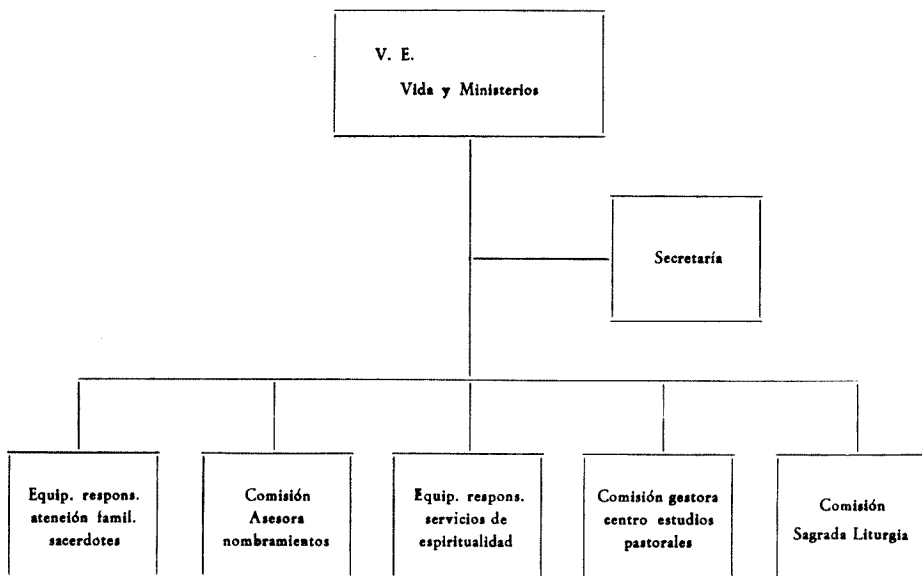 V. E.
Vida y Ministerios
Secretaría
Equip. respons.
atención famil.
sacerdotes
Comisión
Asesora
nombramientos
Equip. respons.
servicios de
espiritualidad
Comisión gestora
centro estudios
pastorales
Comisión
Sagrada Liturgia